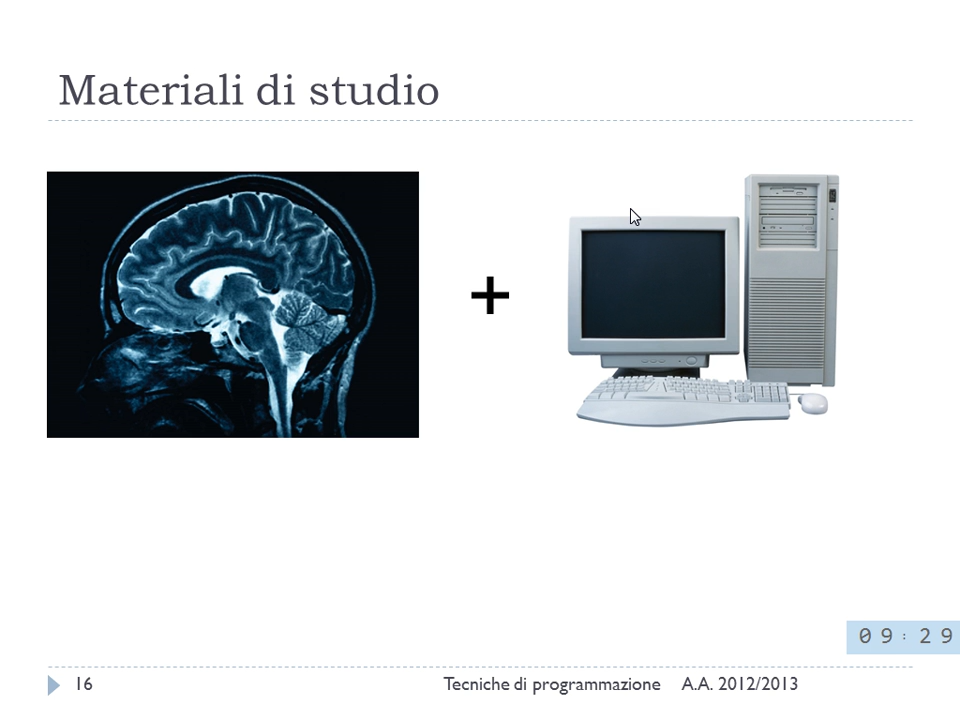 Materiali di studio
+
09:29
16 Tecniche di programmazione A.A. 2012/2013